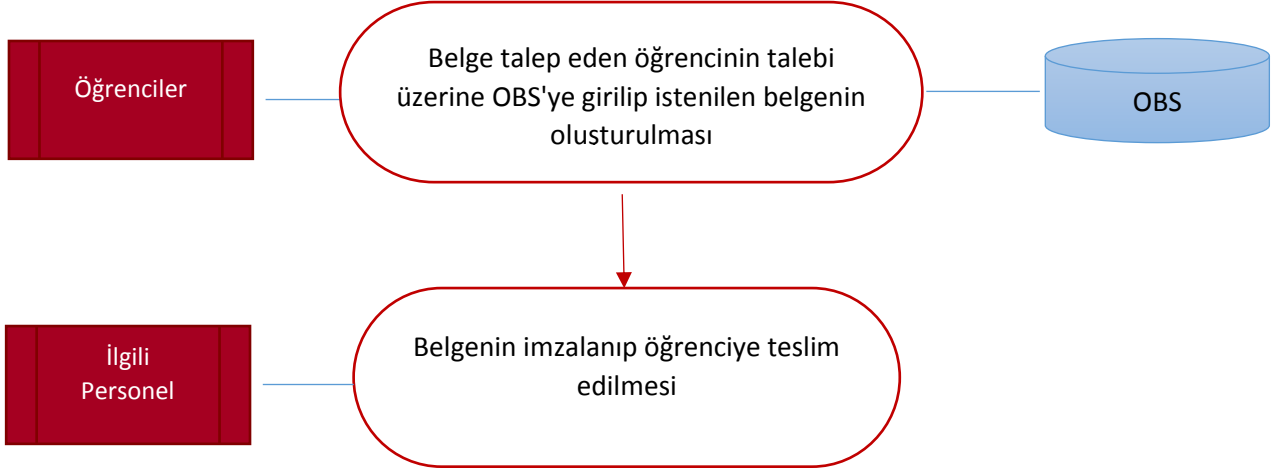 Öğrenciler
Belge talep eden öğrencinin talebi
üzerine OBS'ye girilip istenilen belgenin
olusturulması
OBS
İlgili
Personel
Belgenin imzalanıp öğrenciye teslim
edilmesi